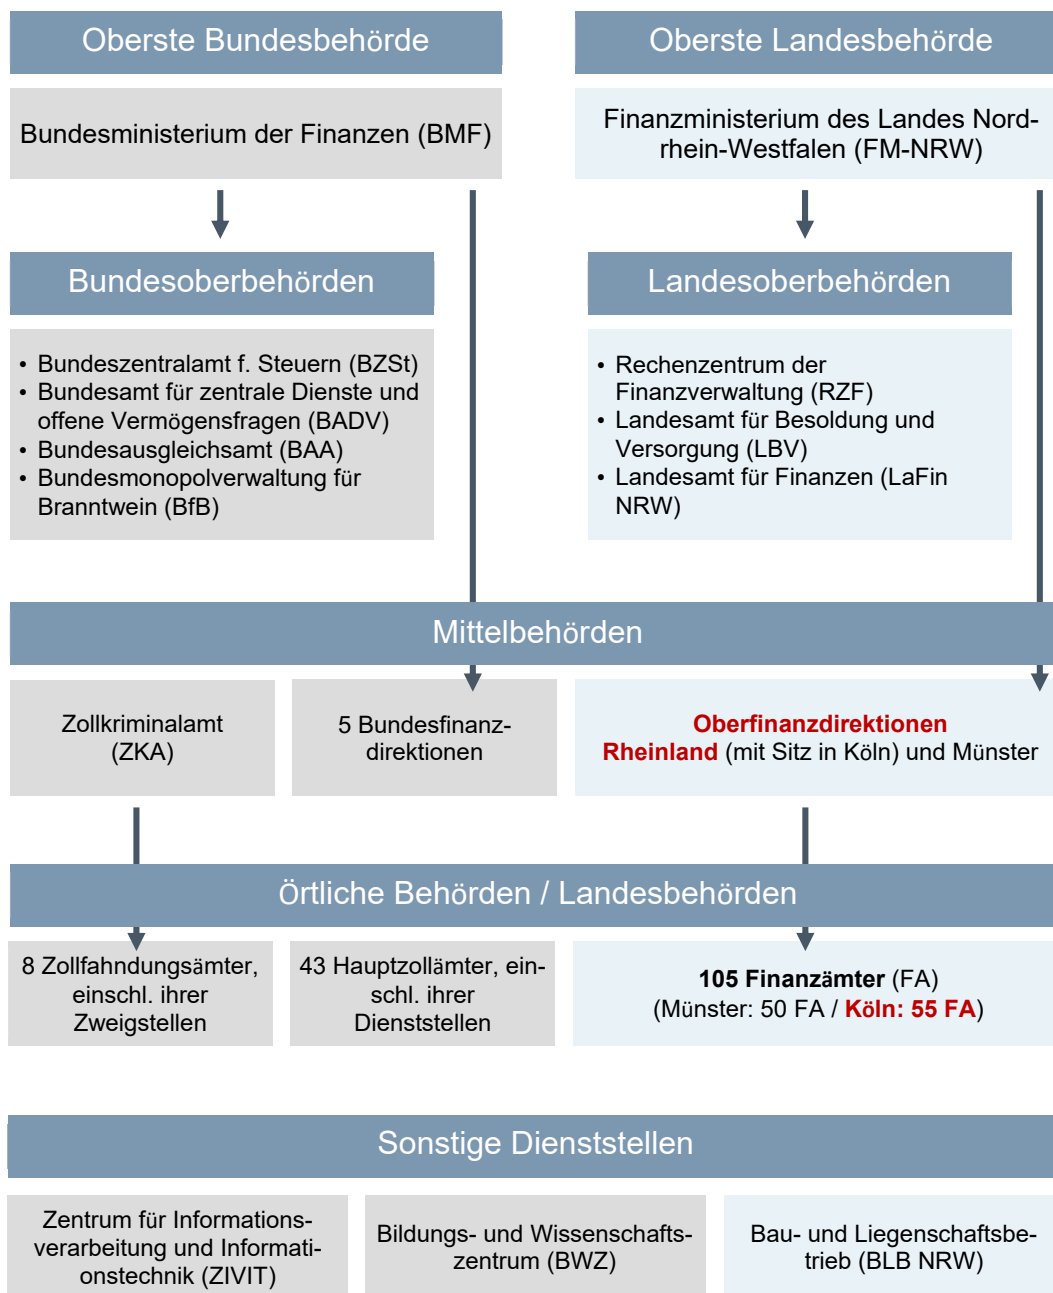 Oberste Bundesbehörde
Oberste Landesbehörde
Bundesministerium der Finanzen (BMF)
Finanzministerium des Landes Nord-
rhein-Westfalen (FM-NRW)
Bundesoberbehörden
Landesoberbehörden
• Bundeszentralamt f. Steuern (BZSt)
• Bundesamt für zentrale Dienste und
offene Vermögensfragen (BADV)
• Bundesausgleichsamt (BAA)
• Bundesmonopolverwaltung für
Branntwein (BfB)
• Rechenzentrum der
Finanzverwaltung (RZF)
• Landesamt für Besoldung und
Versorgung (LBV)
• Landesamt für Finanzen (LaFin
NRW)
Mittelbehörden
Zollkriminalamt
(ZKA)
5 Bundesfinanz-
direktionen
Oberfinanzdirektionen
Rheinland (mit Sitz in Köln) und Münster
Örtliche Behörden / Landesbehörden
8 Zollfahndungsämter,
einschl. ihrer
Zweigstellen
43 Hauptzollämter, ein-
schl. ihrer
Dienststellen
105 Finanzämter (FA)
(Münster: 50 FA / Köln: 55 FA)
Sonstige Dienststellen
Zentrum für Informations-
verarbeitung und Informati-
onstechnik (ZIVIT)
Bildungs- und Wissenschafts-
zentrum (BWZ)
Bau- und Liegenschaftsbe-
trieb (BLB NRW)